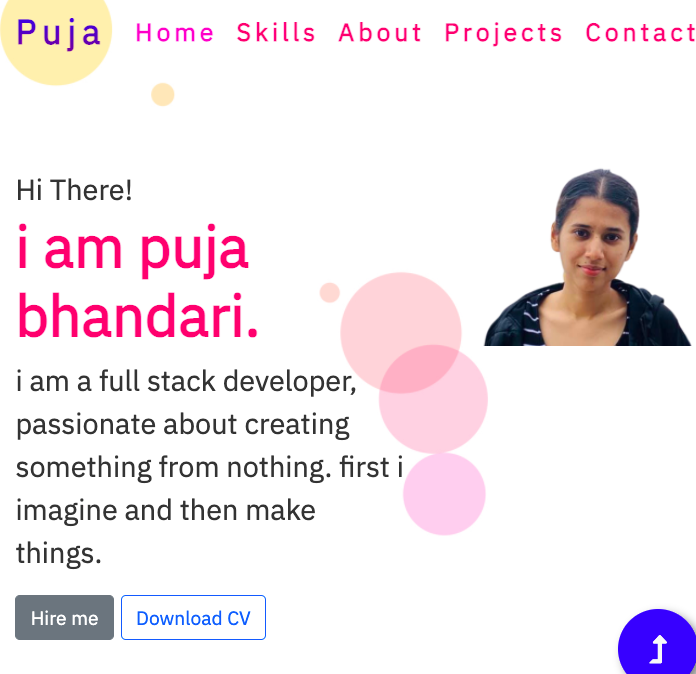 Puja Home Skills About Projects Contact
Hi There!
i am puja
bhandari.
i am a full stack developer,
passionate about creating
something from nothing. first i
imagine and then make
things.
Hire me Download CV